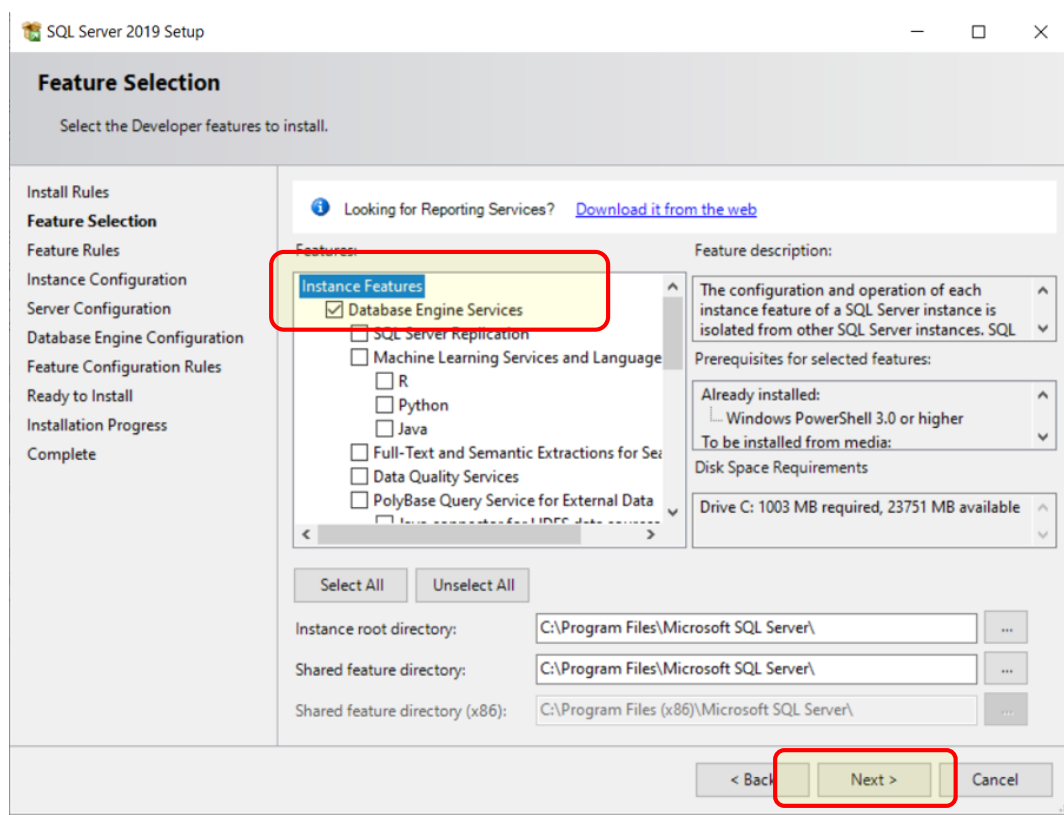 SQL Server 2019 Setup
Feature Selection
Select the Developer features to install.
Install Rules
Feature Selection
Feature Rules
Instance Configuration
Server Configuration
Database Engine Configuration
Feature Configuration Rules
Ready to Install
Installation Progress
Complete
Looking for Reporting Services? Download it from the web
Features:
Instance Features
Database Engine Services
SQL Server Replication
Machine Learning Services and Language
R
Python
Java
Full-Text and Semantic Extractions for Sea
Data Quality Services
PolyBase Query Service for External Data
Java connector for HDFS data sources
Feature description:
The configuration and operation of each
instance feature of a SQL Server instance is
isolated from other SQL Server instances. SQL
Prerequisites for selected features:
Already installed:
Windows PowerShell 3.0 or higher
To be installed from media:
Disk Space Requirements
Drive C: 1003 MB required, 23751 MB available
Select All
Unselect All
Instance root directory: C:\Program Files\Microsoft SQL Server\ ...
Shared feature directory: C:\Program Files\Microsoft SQL Server\ ...
Shared feature directory (x86): C:\Program Files (x86)\Microsoft SQL Server\ ...
< Back
Next >
Cancel